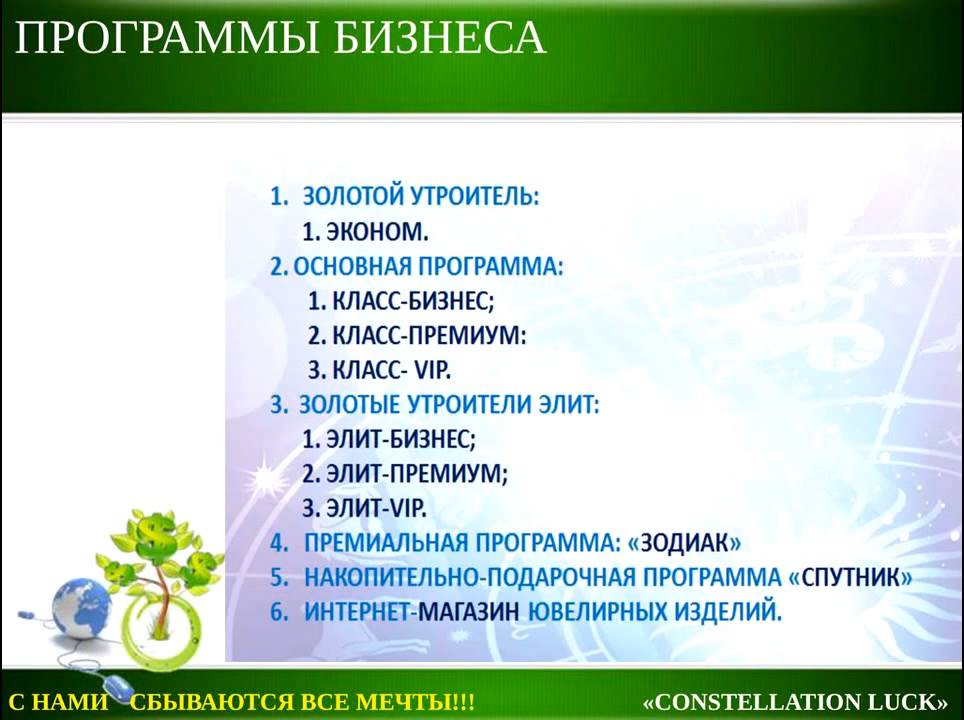 ПРОГРАММЫ БИЗНЕСА
1. ЗОЛОТОЙ УТРОИТЕЛЬ:
1. ЭКОНОМ.
2. ОСНОВНАЯ ПРОГРАММА:
1. КЛАСС-БИЗНЕС;
2. КЛАСС-ПРЕМИУМ:
3. КЛАСС- VIP.
3. ЗОЛОТЫЕ УТРОИТЕЛИ ЭЛИТ:
1. ЭЛИТ-БИЗНЕС;
2. ЭЛИТ-ПРЕМИУМ;
3. ЭЛИТ-VIP.
4. ПРЕМИАЛЬНАЯ ПРОГРАММА: «ЗОДИАК»
5. НАКОПИТЕЛЬНО-ПОДАРОЧНАЯ ПРОГРАММА «СПУТНИК»
6. ИНТЕРНЕТ-МАГАЗИН ЮВЕЛИРНЫХ ИЗДЕЛИЙ.
С НАМИ СБЫВАЮТСЯ ВСЕ МЕЧТЫ!!! «CONSTELLATION LUCK»